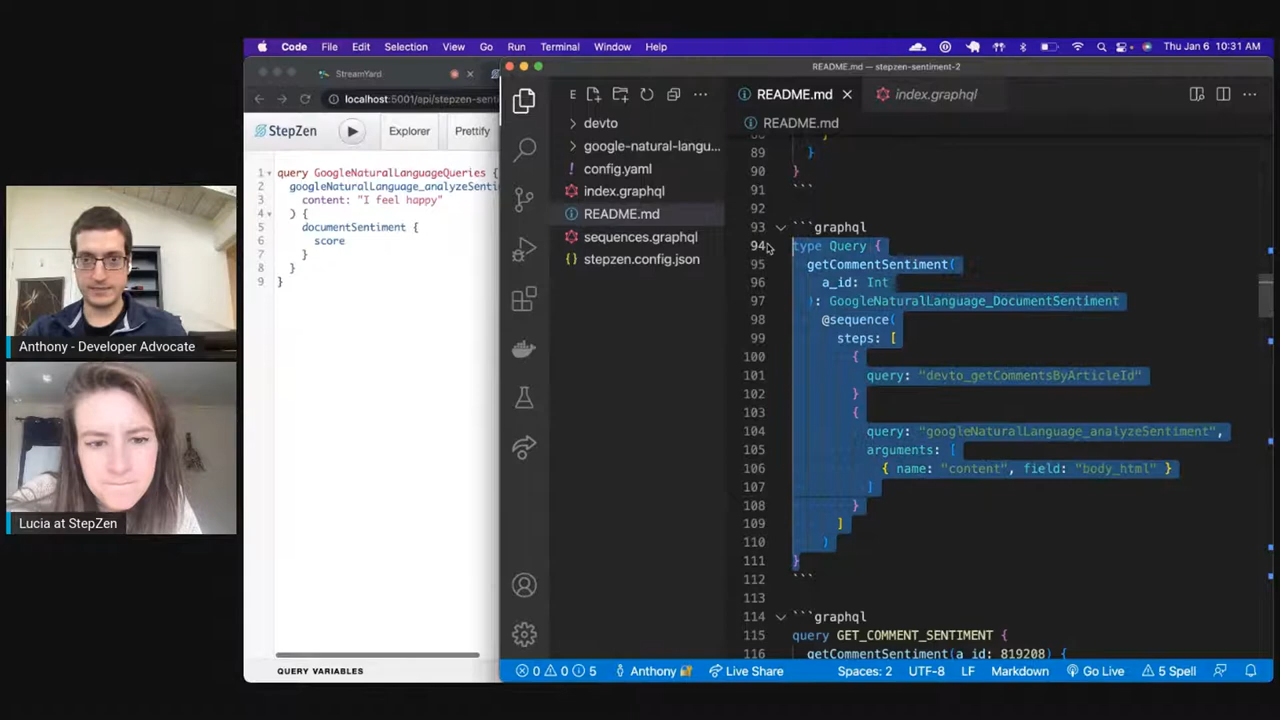 Code File Edit Selection View Go Run Terminal Window Help
Thu Jan 6 10:31 AM
StreamYard
localhost:5001/api/stepzen-senti
StepZen Explorer Prettify
1 query GoogleNaturalLanguageQueries {
2 googleNaturalLanguage_analyzeSenti
3 content: "I feel happy"
4 ) {
5 documentSentiment {
6 score
7 }
8 }
9 }
QUERY VARIABLES
README.md — stepzen-sentiment-2
E
devto
google-natural-langu...
config.yaml
index.graphql
README.md
sequences.graphql
stepzen.config.json
README.md index.graphql
README.md
89 }
90 }
91 ```
92
93 ```graphql
94 type Query {
95 getCommentSentiment(
96 a_id: Int
97 ): GoogleNaturalLanguage_DocumentSentiment
98 @sequence(
99 steps: [
100 {
101 query: "devto_getCommentsByArticleId"
102 }
103 {
104 query: "googleNaturalLanguage_analyzeSentiment",
105 arguments: [
106 { name: "content", field: "body_html" }
107 ]
108 }
109 ]
110 )
111 }
112 ```
113
114 ```graphql
115 query GET_COMMENT_SENTIMENT {
116 getCommentSentiment(a_id: 819208) {
0 0 5 Anthony Live Share Spaces: 2 UTF-8 LF Markdown Go Live 5 Spell
Anthony - Developer Advocate
Lucia at StepZen